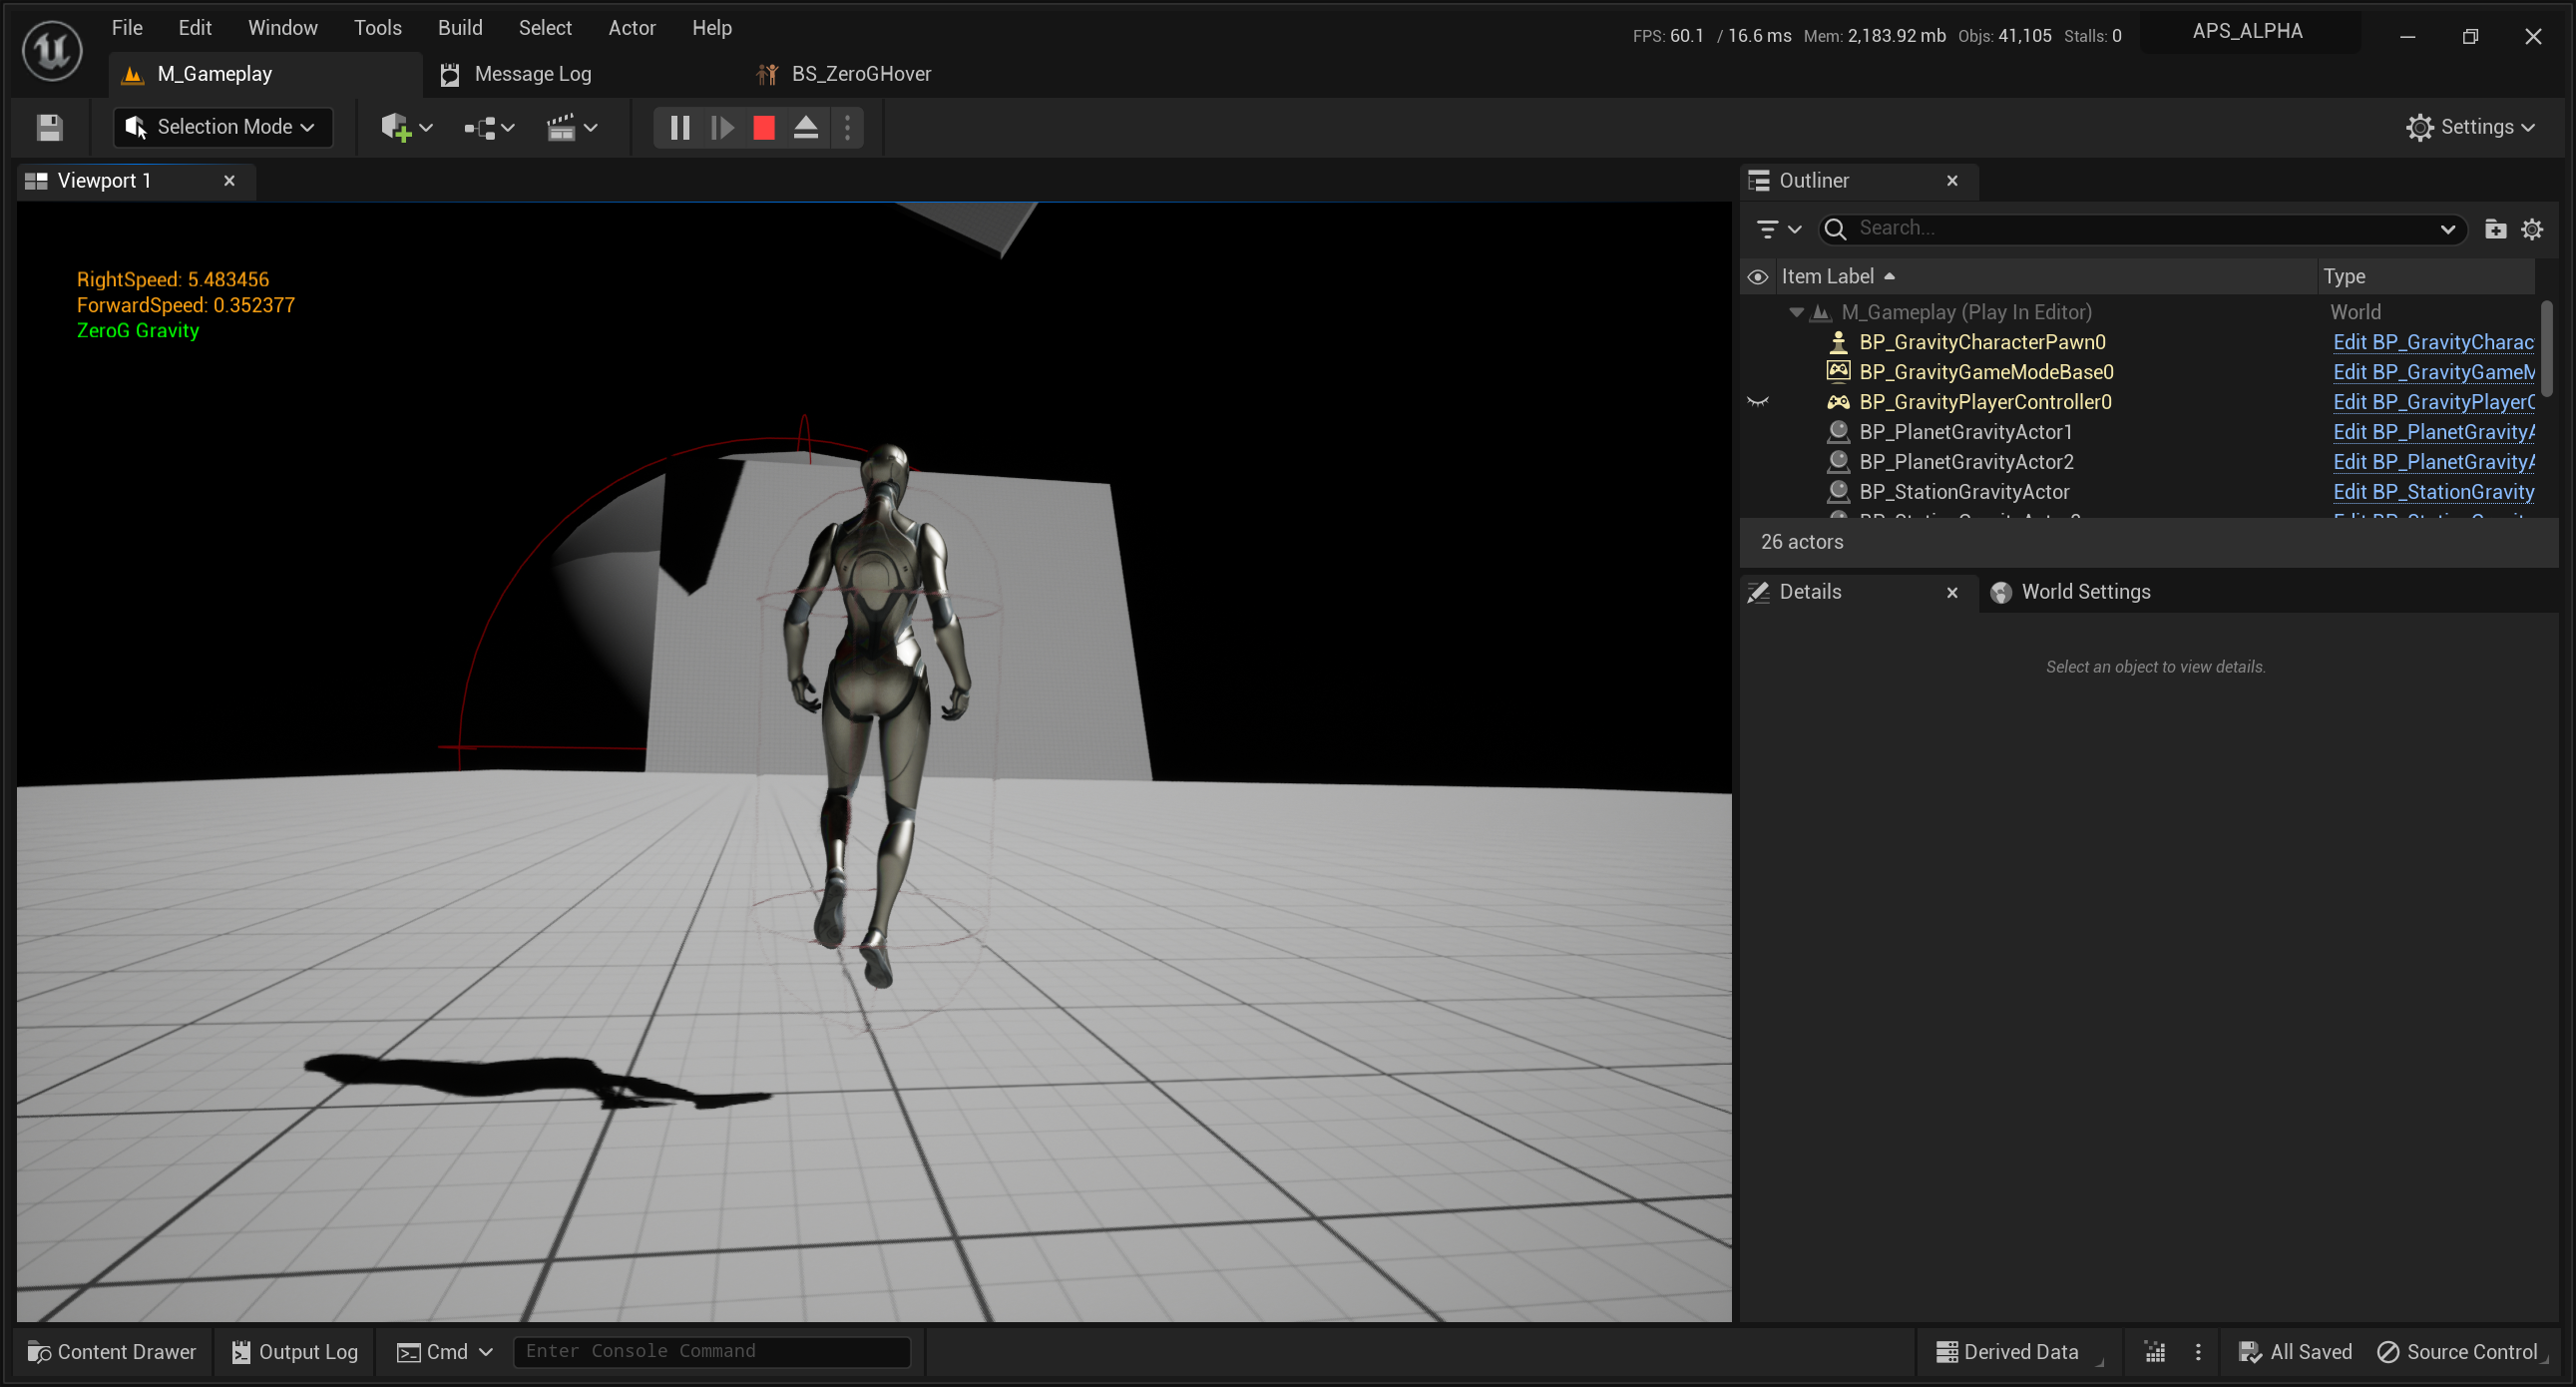 File Edit Window Tools Build Select Actor Help
FPS: 60.1 / 16.6 ms Mem: 2,183.92 mb Objs: 41,105 Stalls: 0
APS_ALPHA
M_Gameplay
Message Log
BS_ZeroGHover
Selection Mode
Settings
Viewport 1
RightSpeed: 5.483456
ForwardSpeed: 0.352377
ZeroG Gravity
Outliner
Search...
Item Label Type
M_Gameplay (Play In Editor) World
BP_GravityCharacterPawn0 Edit BP_GravityCharac
BP_GravityGameModeBase0 Edit BP_GravityGameM
BP_GravityPlayerController0 Edit BP_GravityPlayerC
BP_PlanetGravityActor1 Edit BP_PlanetGravityA
BP_PlanetGravityActor2 Edit BP_PlanetGravityA
BP_StationGravityActor Edit BP_StationGravity
26 actors
Details
World Settings
Select an object to view details.
Content Drawer
Output Log
Cmd
Enter Console Command
Derived Data
All Saved
Source Control